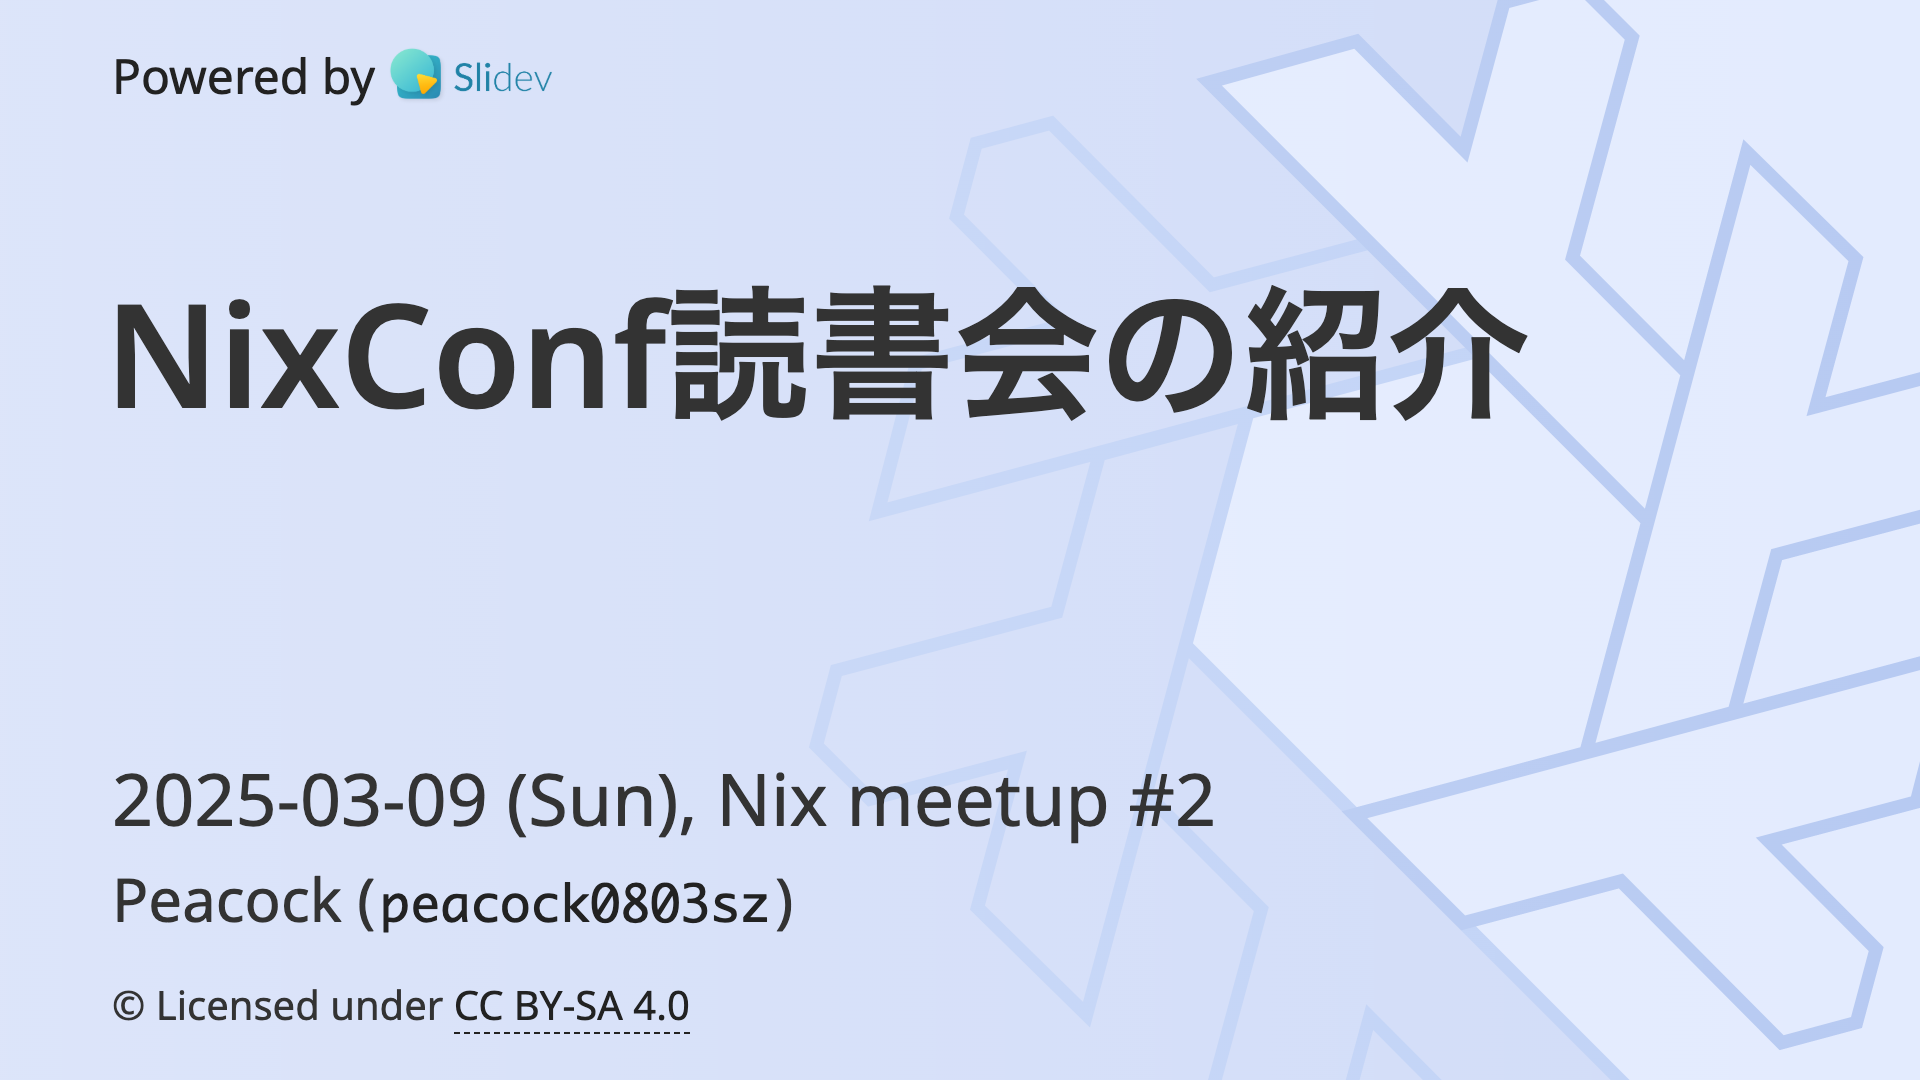 Powered by Slidev
NixConf読書会の紹介
2025-03-09 (Sun), Nix meetup #2
Peacock (peacock0803sz)
© Licensed under CC BY-SA 4.0